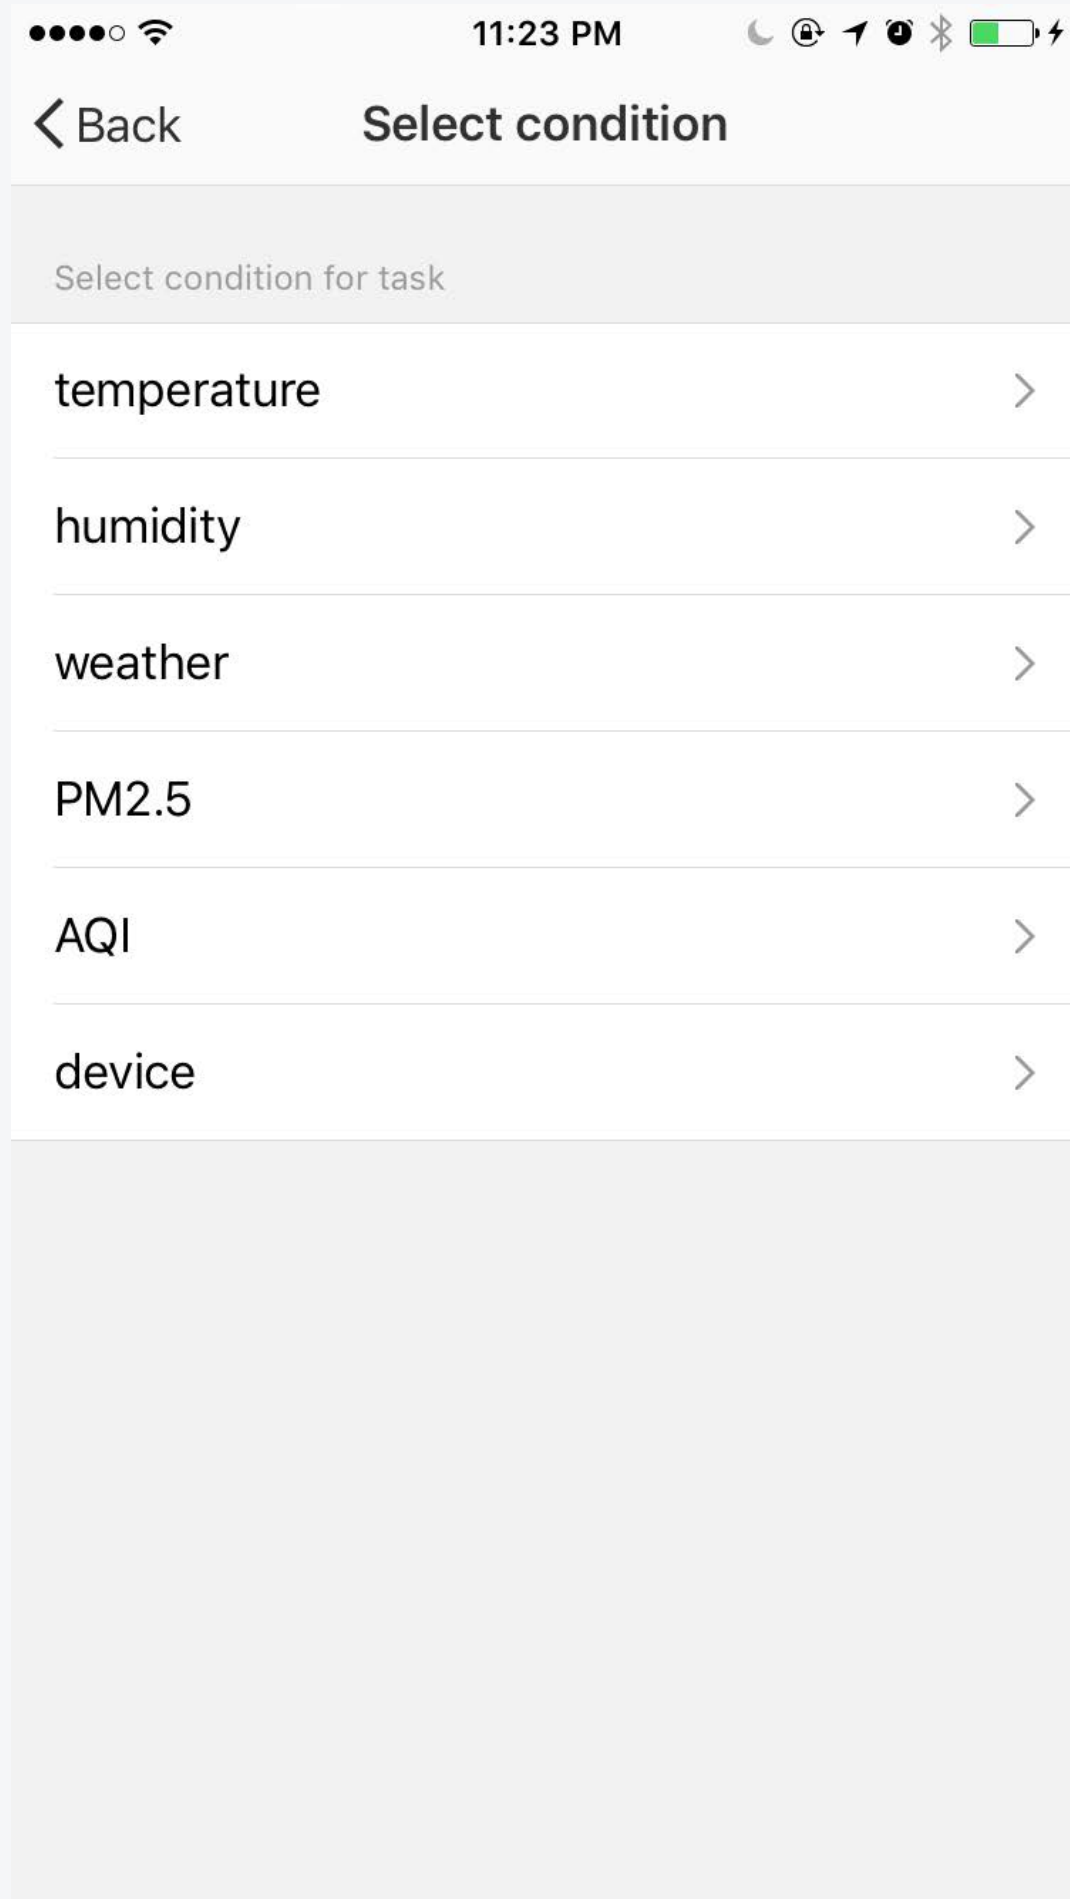 11:23 PM
Back
Select condition
Select condition for task
temperature
humidity
weather
PM2.5
AQI
device